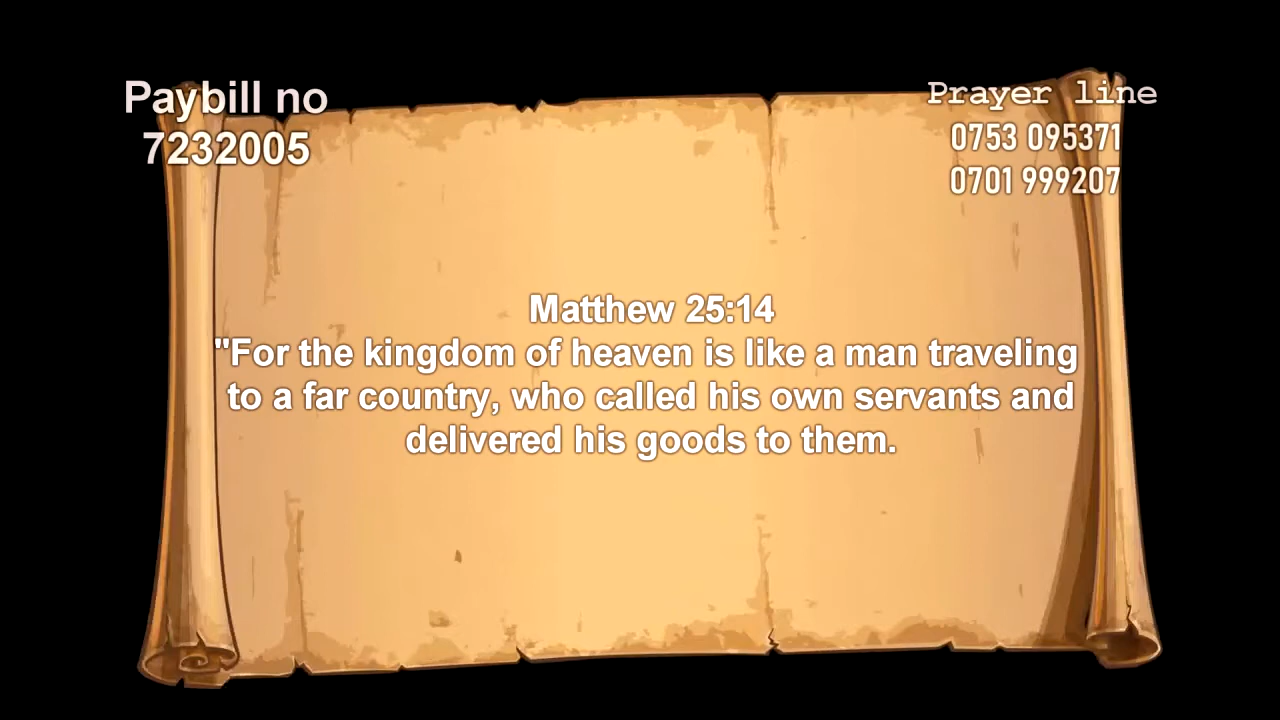 Paybill no
7232005
Prayer line
0753 095371
0701 999207
Matthew 25:14
"For the kingdom of heaven is like a man traveling
to a far country, who called his own servants and
delivered his goods to them.